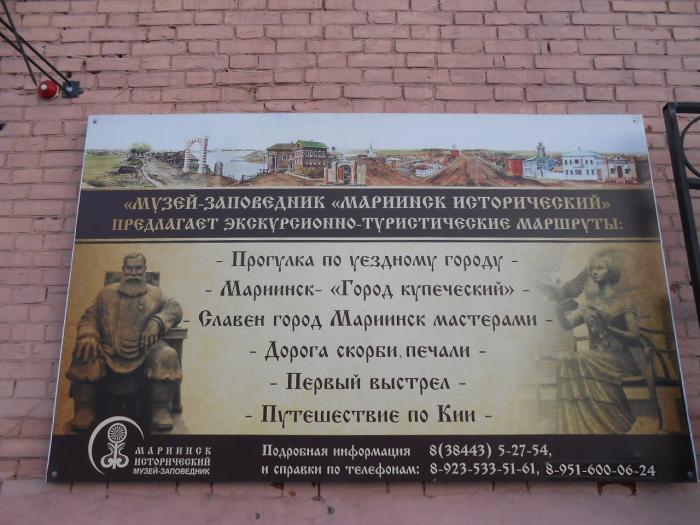 «МУЗЕЙ-ЗАПОВЕДНИК «МАРИИНСК ИСТОРИЧЕСКИЙ»
ПРЕДЛАГАЕТ ЭКСКУРСИОННО-ТУРИСТИЧЕСКИЕ МАРШРУТЫ:
- Прогулка по уездному городу -
- Мариинск- «Город купеческий» -
- Славен город Мариинск мастерами -
- Дорога скорби, печали -
- Первый выстрел -
- Путешествие по Кии -
МАРИИНСК
ИСТОРИЧЕСКИЙ
МУЗЕЙ-ЗАПОВЕДНИК
Подробная информация 8(38443) 5-27-54,
и справки по телефонам: 8-923-533-51-61, 8-951-600-06-24